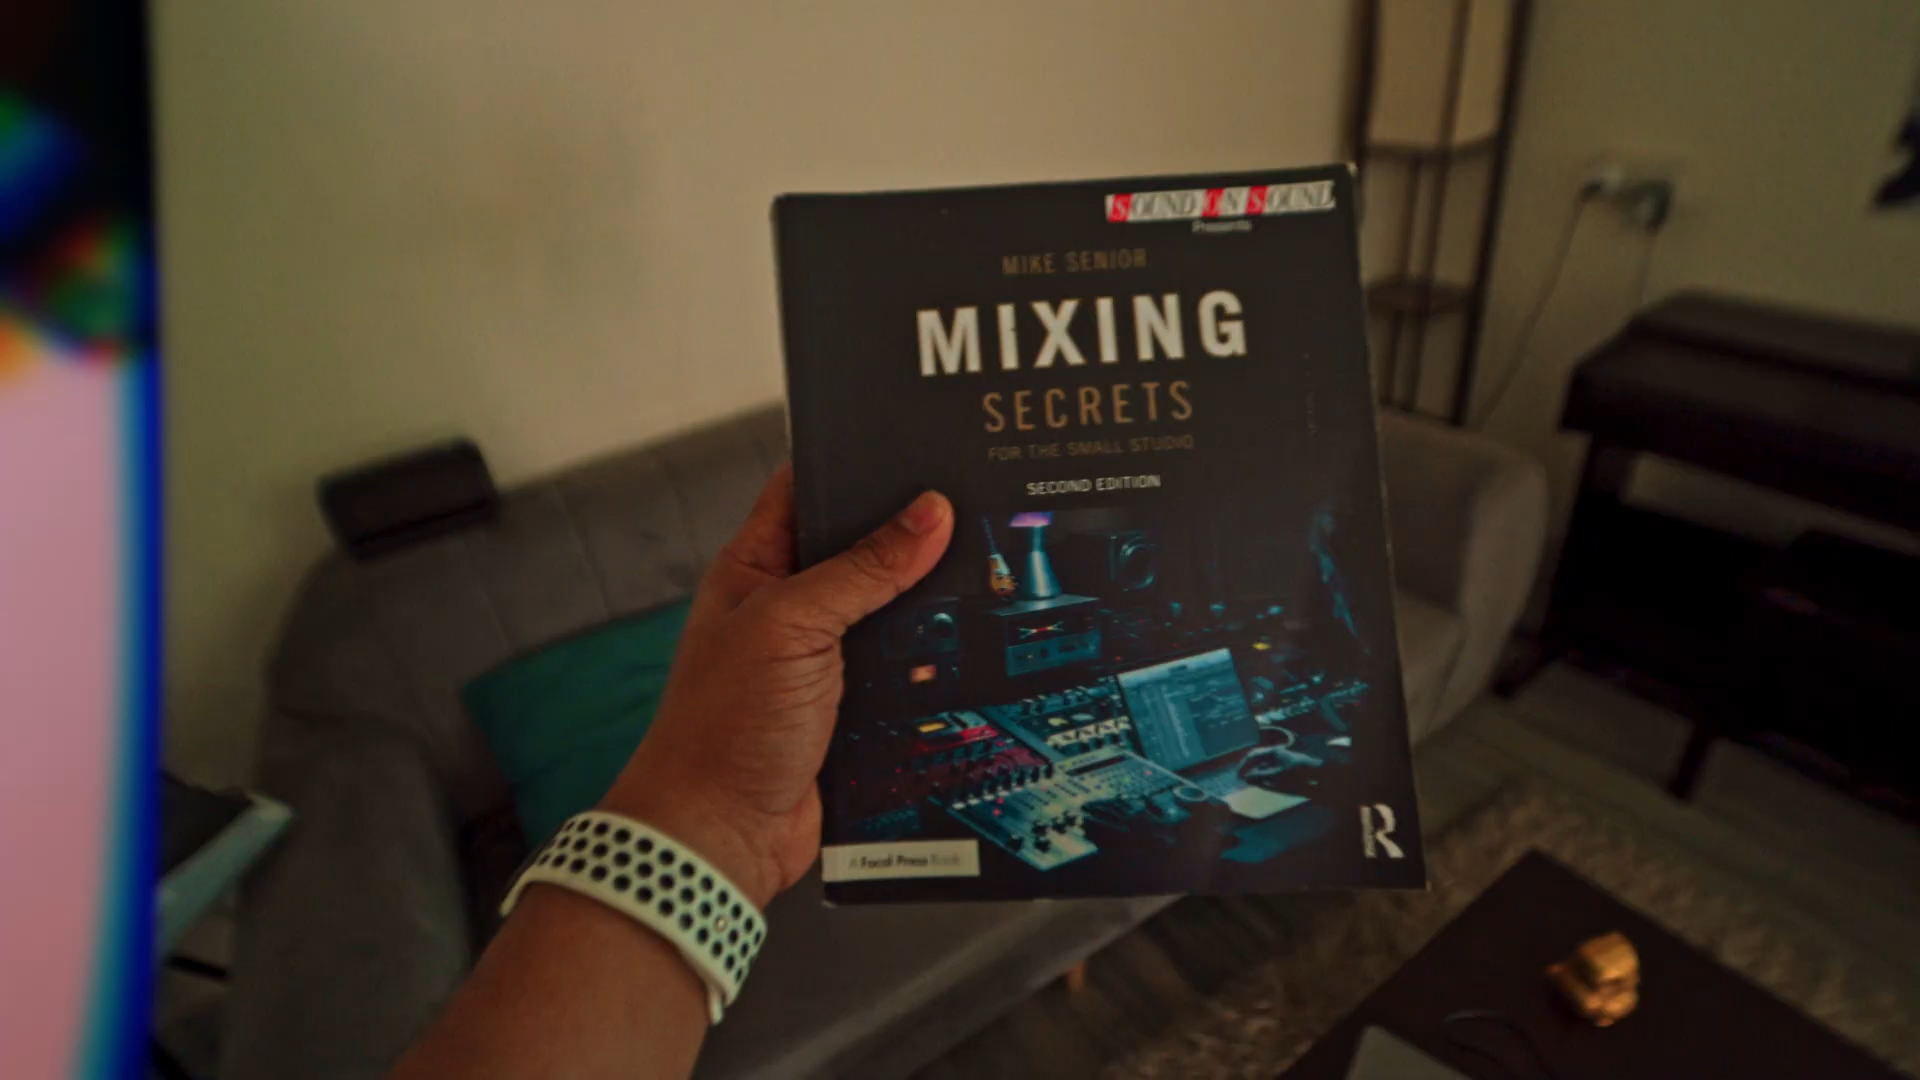 SOUND ON SOUND
Presents
MIKE SENIOR
MIXING
SECRETS
FOR THE SMALL STUDIO
SECOND EDITION
A Focal Press Book
R